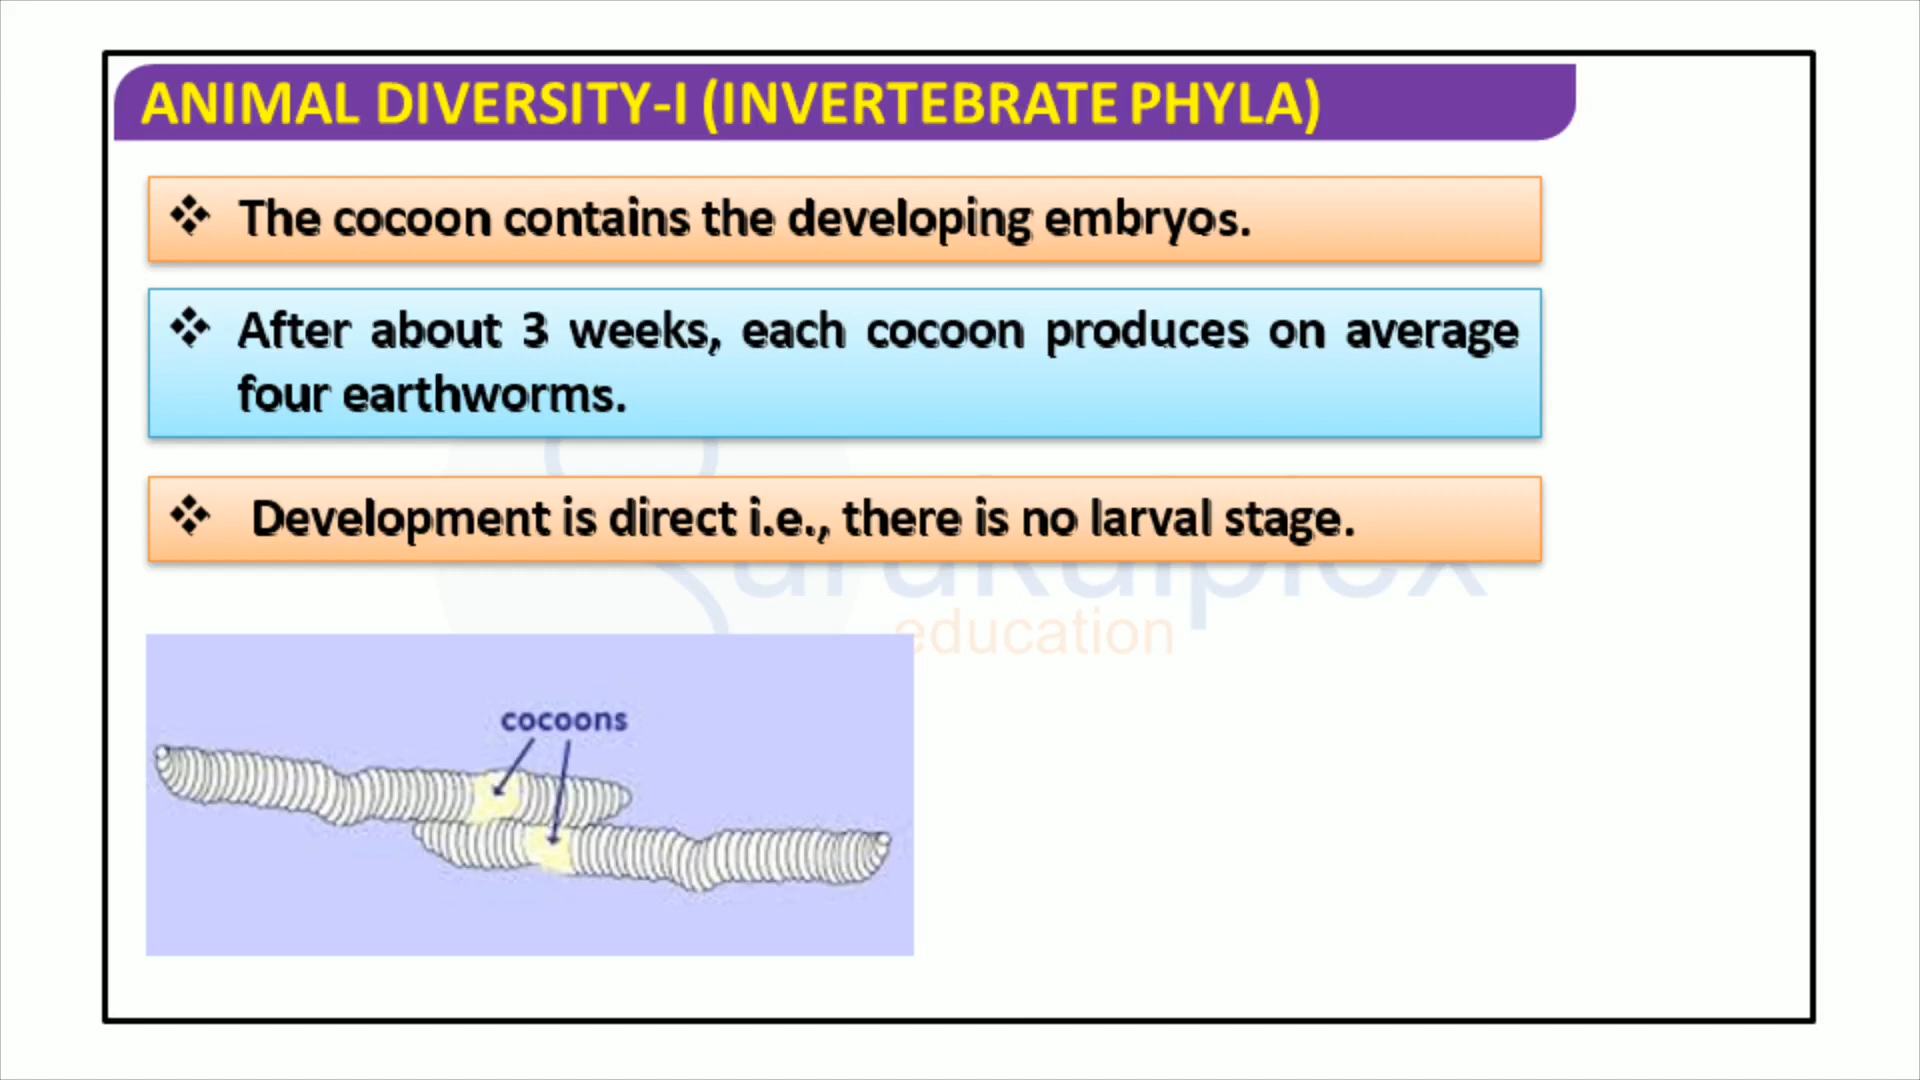 ANIMAL DIVERSITY-I (INVERTEBRATE PHYLA)
❖ The cocoon contains the developing embryos.
❖ After about 3 weeks, each cocoon produces on average
four earthworms.
❖ Development is direct i.e., there is no larval stage.
education
cocoons